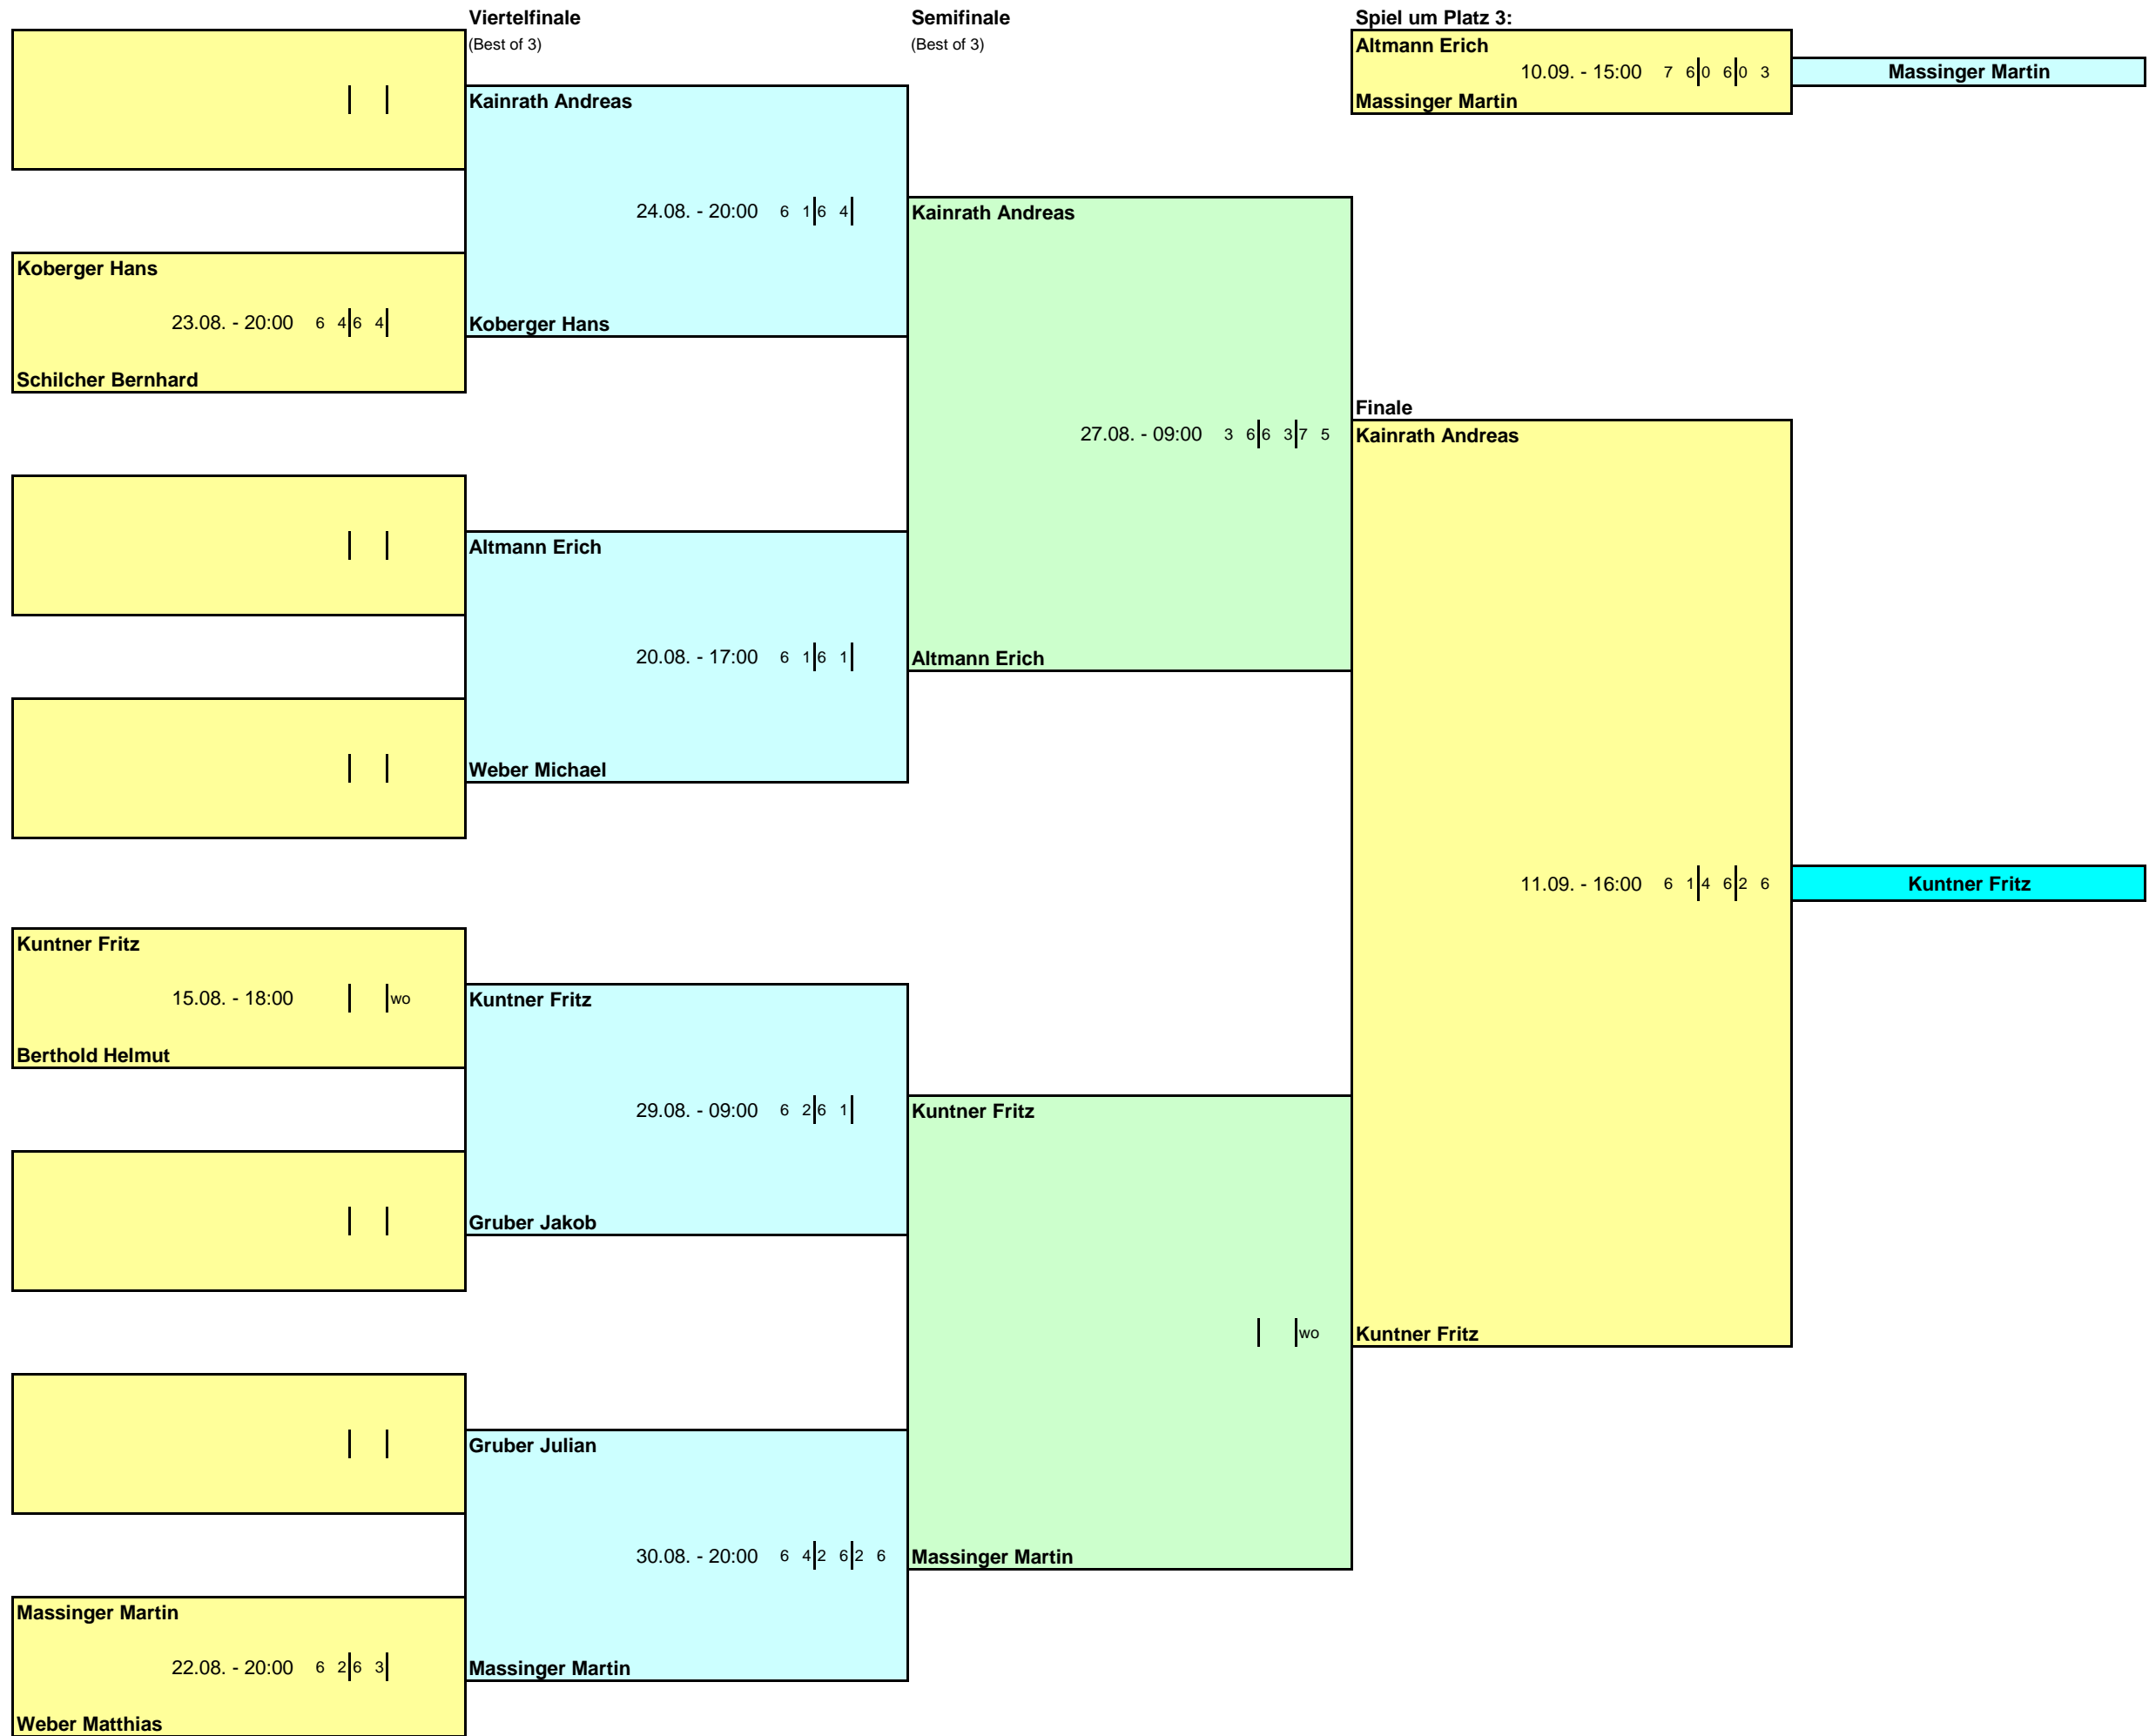 Viertelfinale
(Best of 3)
Semifinale
(Best of 3)
Spiel um Platz 3:
Altmann Erich
10.09. - 15:00 7 6 0 6 0 3
Massinger Martin
Massinger Martin
Kainrath Andreas
24.08. - 20:00 6 1 6 4
Koberger Hans
Kainrath Andreas
Koberger Hans
23.08. - 20:00 6 4 6 4
Schilcher Bernhard
27.08. - 09:00 3 6 6 3 7 5
Finale
Kainrath Andreas
Altmann Erich
20.08. - 17:00 6 1 6 1
Weber Michael
Altmann Erich
11.09. - 16:00 6 1 4 6 2 6
Kuntner Fritz
Kuntner Fritz
15.08. - 18:00 wo
Berthold Helmut
Kuntner Fritz
29.08. - 09:00 6 2 6 1
Gruber Jakob
Kuntner Fritz
wo
Kuntner Fritz
Gruber Julian
30.08. - 20:00 6 4 2 6 2 6
Massinger Martin
Massinger Martin
Massinger Martin
22.08. - 20:00 6 2 6 3
Weber Matthias